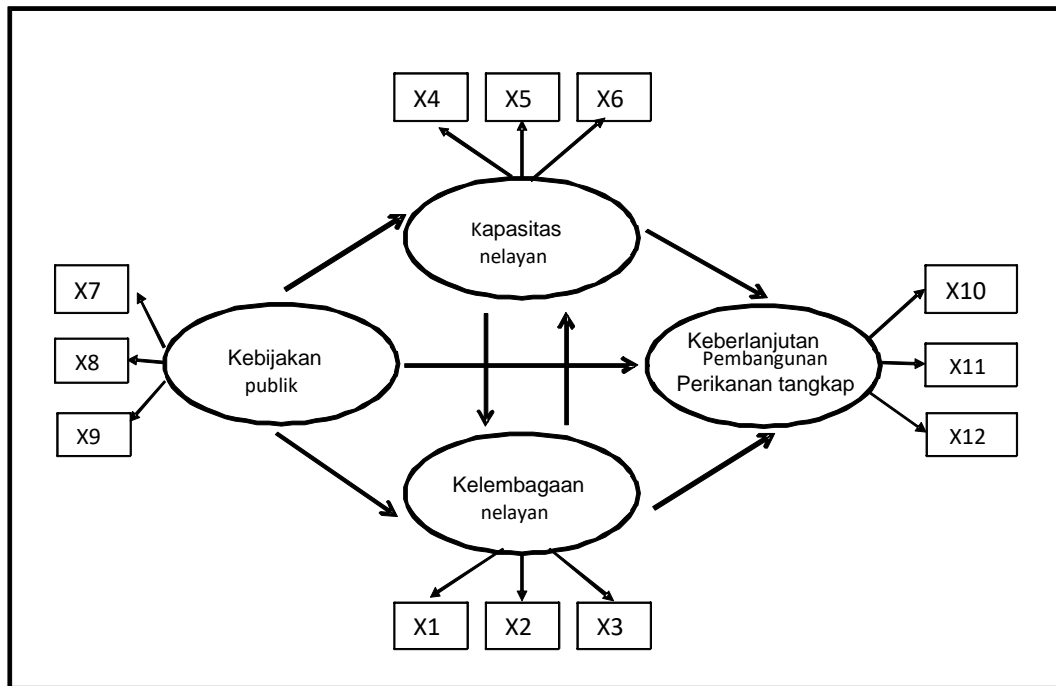 X4 X5 X6
Kapasitas
nelayan
X7
X8
X9
Kebijakan
publik
Keberlanjutan
Pembangunan
Perikanan tangkap
X10
X11
X12
Kelembagaan
nelayan
X1 X2 X3